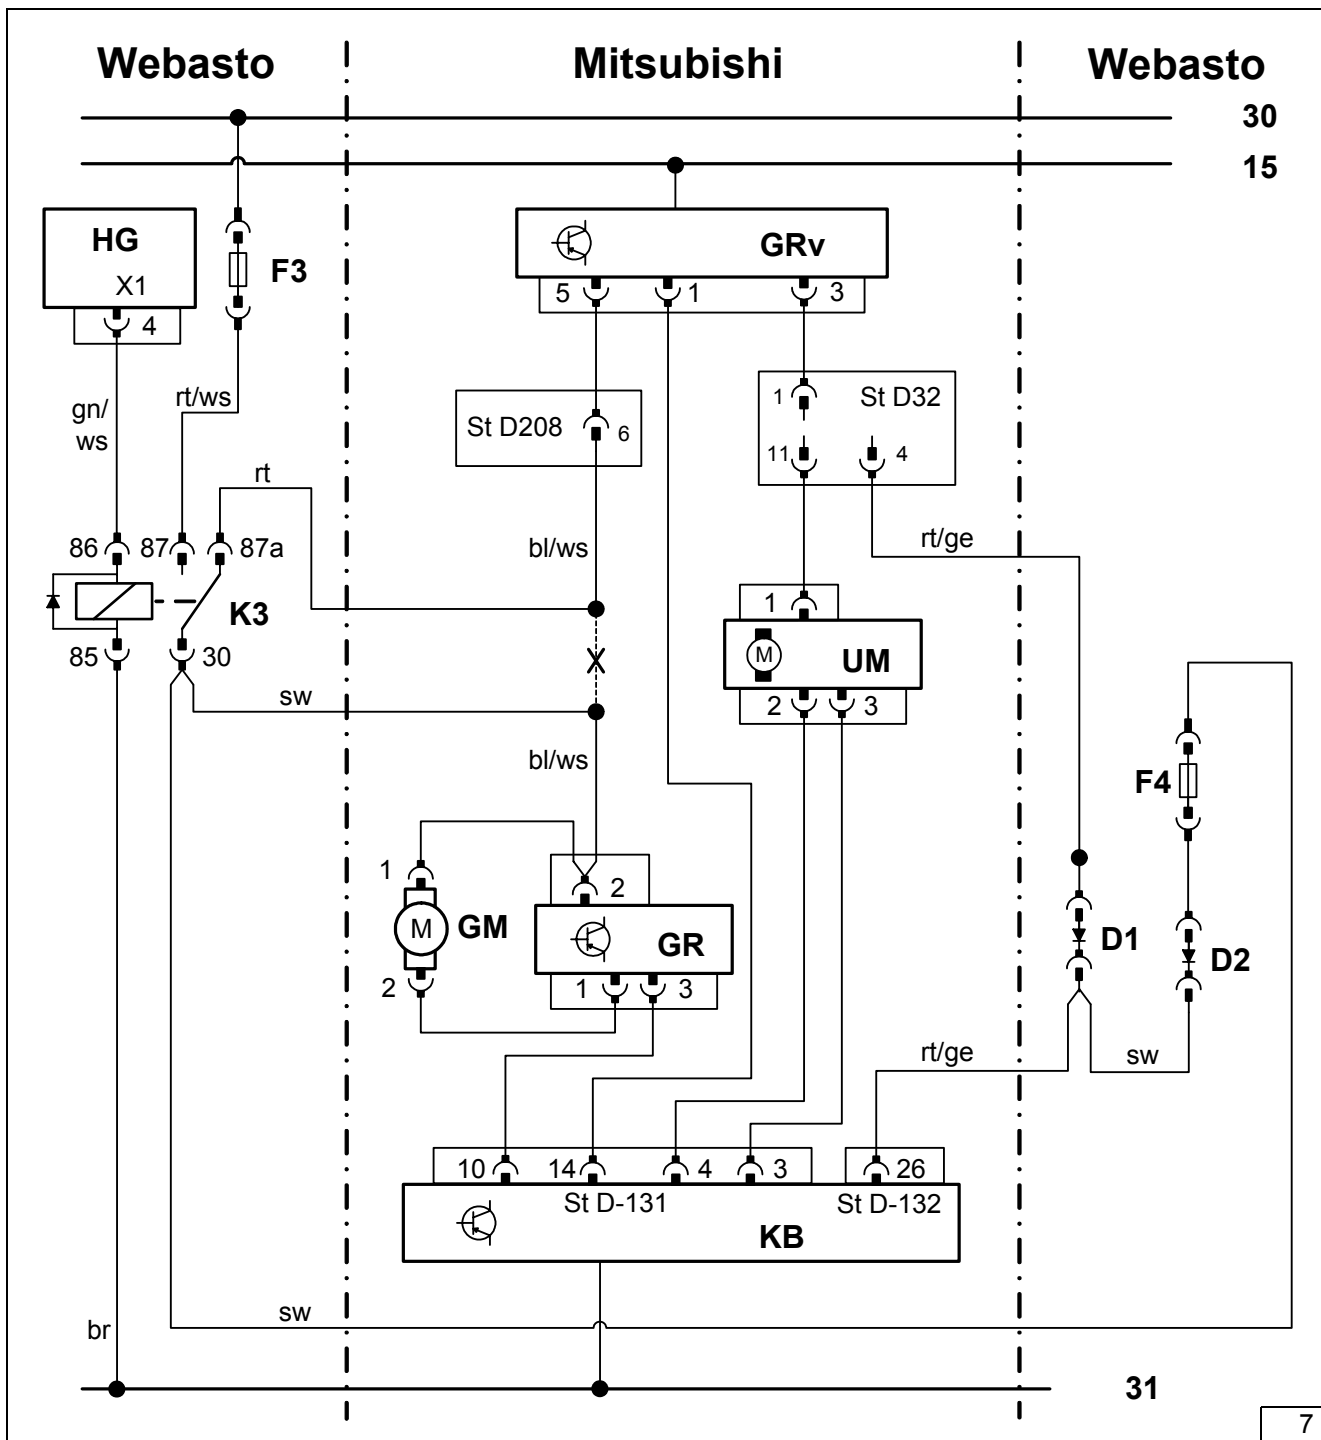 Webasto Mitsubishi Webasto
30
15
HG
X1
4
F3
GRv
5 1 3
gn/
ws
rt/ws
St D208 6
1 St D32
11 4
rt
bl/ws
rt/ge
86 87 87a
K3
85 30
1
M UM
2 3
sw
bl/ws
F4
1
2
M GM
GR
2
1 3
D1
D2
rt/ge
sw
10 14 4 3 26
St D-131 St D-132
KB
sw
br
31
7